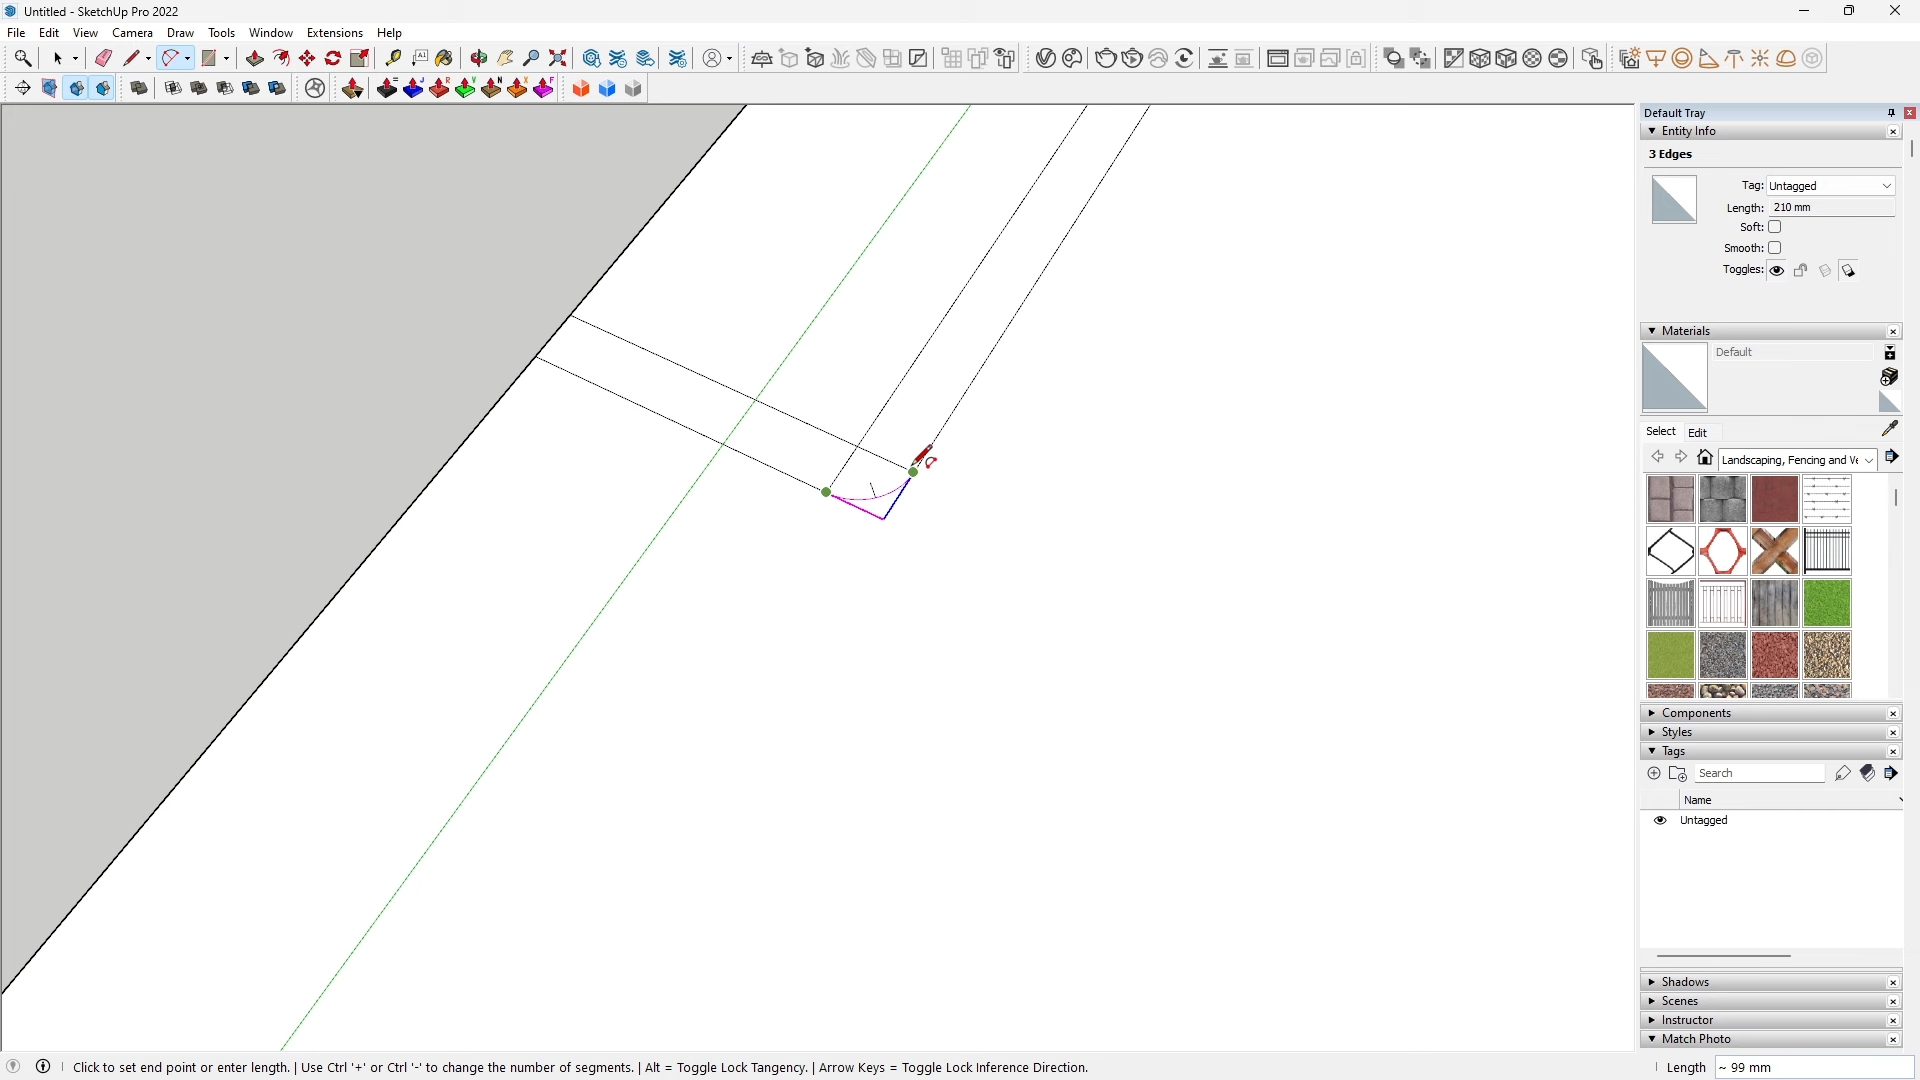 Untitled - SketchUp Pro 2022
File Edit View Camera Draw Tools Window Extensions Help
Default Tray
Entity Info
3 Edges
Tag: Untagged
Length: 210 mm
Soft:
Smooth:
Toggles:
Materials
Default
Select Edit
Landscaping, Fencing and Ve
Components
Styles
Tags
Search
Name
Untagged
Shadows
Scenes
Instructor
Match Photo
Click to set end point or enter length. | Use Ctrl '+' or Ctrl '-' to change the number of segments. | Alt = Toggle Lock Tangency. | Arrow Keys = Toggle Lock Inference Direction.
Length ~ 99 mm